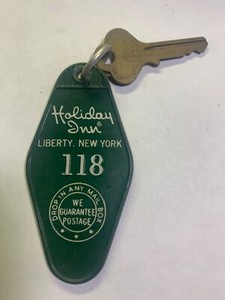 Holiday
Inn®
LIBERTY, NEW YORK
118
DROP IN ANY MAIL BOX
WE
GUARANTEE
POSTAGE